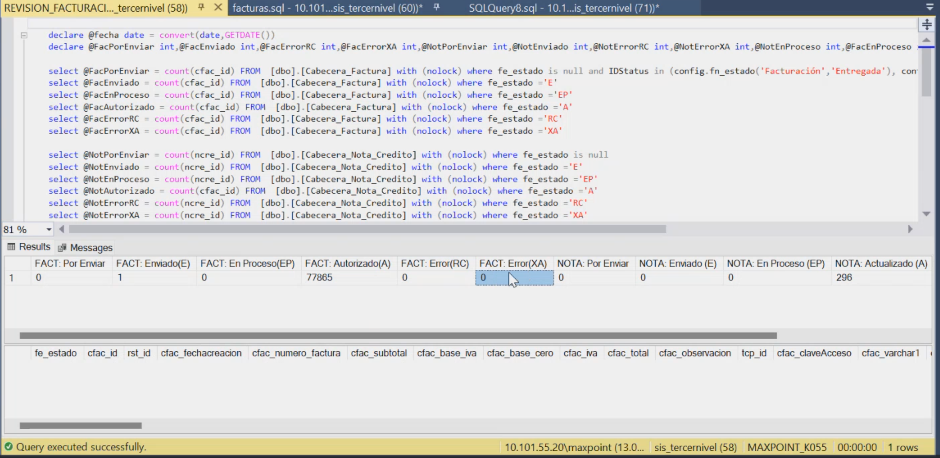 REVISION_FACTURACI..._tercernivel (58)) facturas.sql - 10.101...sis_tercernivel (60))* SQLQuery8.sql - 10.1...is_tercernivel (71))*
declare @fecha date = convert(date,GETDATE())
declare @FacPorEnviar int,@FacEnviado int,@FacErrorRC int,@FacErrorXA int,@NotPorEnviar int,@NotEnviado int,@NotErrorRC int,@NotErrorXA int,@NotEnProceso int,@FacEnProceso
select @FacPorEnviar = count(cfac_id) FROM [dbo].[Cabecera_Factura] with (nolock) where fe_estado is null and IDStatus in (config.fn_estado('Facturación','Entregada'), con
select @FacEnviado = count(cfac_id) FROM [dbo].[Cabecera_Factura] with (nolock) where fe_estado ='E'
select @FacEnProceso = count(cfac_id) FROM [dbo].[Cabecera_Factura] with (nolock) where fe_estado ='EP'
select @FacAutorizado = count(cfac_id) FROM [dbo].[Cabecera_Factura] with (nolock) where fe_estado ='A'
select @FacErrorRC = count(cfac_id) FROM [dbo].[Cabecera_Factura] with (nolock) where fe_estado ='RC'
select @FacErrorXA = count(cfac_id) FROM [dbo].[Cabecera_Factura] with (nolock) where fe_estado ='XA'
select @NotPorEnviar = count(ncre_id) FROM [dbo].[Cabecera_Nota_Credito] with (nolock) where fe_estado is null
select @NotEnviado = count(ncre_id) FROM [dbo].[Cabecera_Nota_Credito] with (nolock) where fe_estado ='E'
select @NotEnProceso = count(ncre_id) FROM [dbo].[Cabecera_Nota_Credito] with (nolock) where fe_estado ='EP'
select @NotAutorizado = count(cfac_id) FROM [dbo].[Cabecera_Nota_Credito] with (nolock) where fe_estado ='A'
select @NotErrorRC = count(ncre_id) FROM [dbo].[Cabecera_Nota_Credito] with (nolock) where fe_estado ='RC'
select @NotErrorXA = count(ncre_id) FROM [dbo].[Cabecera_Nota_Credito] with (nolock) where fe_estado ='XA'
81 %
Results Messages
FACT: Por Enviar FACT: Enviado(E) FACT: En Proceso(EP) FACT: Autorizado(A) FACT: Error(RC) FACT: Error(XA) NOTA: Por Enviar NOTA: Enviado (E) NOTA: En Proceso (EP) NOTA: Actualizado (A)
1 0 1 0 77865 0 0 0 0 0 296
fe_estado cfac_id rst_id cfac_fechacreacion cfac_numero_factura cfac_subtotal cfac_base_iva cfac_base_cero cfac_iva cfac_total cfac_observacion tcp_id cfac_claveAcceso cfac_varchar1
Query executed successfully. 10.101.55.20\maxpoint (13.0... sis_tercernivel (58) MAXPOINT_K055 00:00:00 1 rows